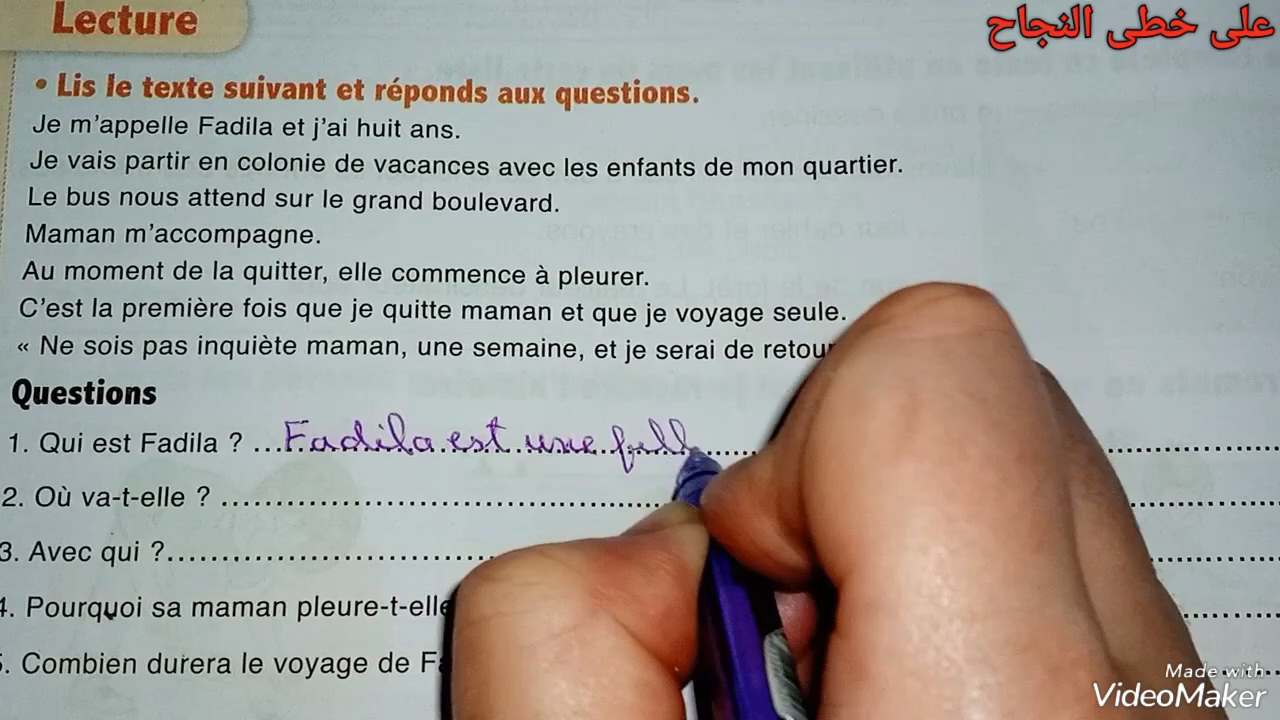 Lecture
على خطى النجاح
• Lis le texte suivant et réponds aux questions.
Je m'appelle Fadila et j'ai huit ans.
Je vais partir en colonie de vacances avec les enfants de mon quartier.
Le bus nous attend sur le grand boulevard.
Maman m'accompagne.
Au moment de la quitter, elle commence à pleurer.
C'est la première fois que je quitte maman et que je voyage seule.
« Ne sois pas inquiète maman, une semaine, et je serai de retour
Questions
1. Qui est Fadila ? Fadila est une fill
2. Où va-t-elle ?
3. Avec qui ?
4. Pourquoi sa maman pleure-t-elle
5. Combien durera le voyage de Fa
Made with
VideoMaker